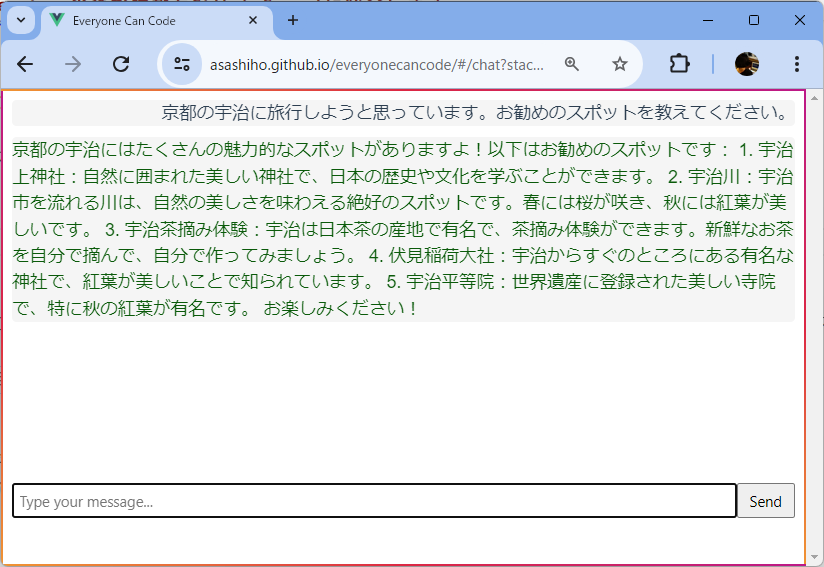 Everyone Can Code
asashiho.github.io/everyonecancode/#/chat?stac...
京都の宇治に旅行しようと思っています。お勧めのスポットを教えてください。
京都の宇治にはたくさんの魅力的なスポットがありますよ！以下はお勧めのスポットです： 1. 宇治
上神社：自然に囲まれた美しい神社で、日本の歴史や文化を学ぶことができます。 2. 宇治川：宇治
市を流れる川は、自然の美しさを味わえる絶好のスポットです。春には桜が咲き、秋には紅葉が美
しいです。 3. 宇治茶摘み体験：宇治は日本茶の産地で有名で、茶摘み体験ができます。新鮮なお茶
を自分で摘んで、自分で作ってみましょう。 4. 伏見稲荷大社：宇治からすぐのところにある有名な
神社で、紅葉が美しいことで知られています。 5. 宇治平等院：世界遺産に登録された美しい寺院
で、特に秋の紅葉が有名です。 お楽しみください！
Type your message...
Send